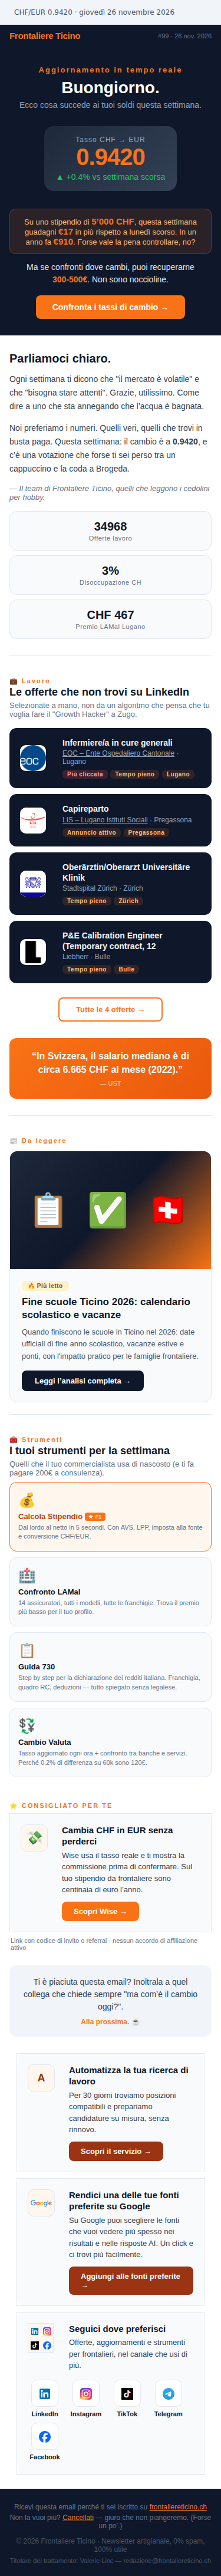 CHF/EUR 0.9420 · giovedì 26 novembre 2026
Frontaliere Ticino
#99 · 26 nov. 2026
Aggiornamento in tempo reale
Buongiorno.
Ecco cosa succede ai tuoi soldi questa settimana.
Tasso CHF → EUR
0.9420
▲ +0.4% vs settimana scorsa
Su uno stipendio di 5'000 CHF, questa settimana
guadagni €17 in più rispetto a lunedì scorso. In un
anno fa €910. Forse vale la pena controllare, no?
Ma se confronti dove cambi, puoi recuperarne
300-500€. Non sono noccioline.
Confronta i tassi di cambio →
Parliamoci chiaro.
Ogni settimana ti dicono che "il mercato è volatile" e
che "bisogna stare attenti". Grazie, utilissimo. Come
dire a uno che sta annegando che l'acqua è bagnata.
Noi preferiamo i numeri. Quelli veri, quelli che trovi in
busta paga. Questa settimana: il cambio è a 0.9420, e
c'è una votazione che forse ti sei perso tra un
cappuccino e la coda a Brogeda.
— Il team di Frontaliere Ticino, quelli che leggono i cedolini
per hobby.
34968
Offerte lavoro
3%
Disoccupazione CH
CHF 467
Premio LAMal Lugano
💼 Lavoro
Le offerte che non trovi su LinkedIn
Selezionate a mano, non da un algoritmo che pensa che tu
voglia fare il "Growth Hacker" a Zugo.
eoc
Infermiere/a in cure generali
EOC – Ente Ospedaliero Cantonale ·
Lugano
Più cliccata
Tempo pieno
Lugano
Capireparto
LIS – Lugano Istituti Sociali · Pregassona
Annuncio attivo
Pregassona
Oberärztin/Oberarzt Universitäre
Klinik
Stadtspital Zürich · Zürich
Tempo pieno
Zürich
P&E Calibration Engineer
(Temporary contract, 12
Liebherr · Bulle
Tempo pieno
Bulle
Tutte le 4 offerte →
“In Svizzera, il salario mediano è di
circa 6.665 CHF al mese (2022).”
— UST
📰 Da leggere
🔥 Più letto
Fine scuole Ticino 2026: calendario
scolastico e vacanze
Quando finiscono le scuole in Ticino nel 2026: date
ufficiali di fine anno scolastico, vacanze estive e
ponti, con l'impatto pratico per le famiglie frontaliere.
Leggi l'analisi completa →
🧰 Strumenti
I tuoi strumenti per la settimana
Quelli che il tuo commercialista usa di nascosto (e ti fa
pagare 200€ a consulenza).
Calcola Stipendio ★ #1
Dal lordo al netto in 5 secondi. Con AVS, LPP, imposta alla fonte
e conversione CHF/EUR.
Confronto LAMal
14 assicuratori, tutti i modelli, tutte le franchigie. Trova il premio
più basso per il tuo profilo.
Guida 730
Step by step per la dichiarazione dei redditi italiana. Franchigia,
quadro RC, deduzioni — tutto spiegato senza legalese.
Cambio Valuta
Tasso aggiornato ogni ora + confronto tra banche e servizi.
Perché 0.2% di differenza su 60k sono 120€.
⭐ CONSIGLIATO PER TE
Cambia CHF in EUR senza
perderci
Wise usa il tasso reale e ti mostra la
commissione prima di confermare. Sul
tuo stipendio da frontaliere sono
centinaia di euro l'anno.
Scopri Wise →
Link con codice di invito o referral · nessun accordo di affiliazione
attivo
Ti è piaciuta questa email? Inoltrala a quel
collega che chiede sempre "ma com'è il cambio
oggi?".
Alla prossima. ☕
A
Automatizza la tua ricerca di
lavoro
Per 30 giorni troviamo posizioni
compatibili e prepariamo
candidature su misura, senza
rinnovo.
Scopri il servizio →
Google
Rendici una delle tue fonti
preferite su Google
Su Google puoi scegliere le fonti
che vuoi vedere più spesso nei
risultati e nelle risposte AI. Un click e
ci trovi più facilmente.
Aggiungi alle fonti preferite
→
Seguici dove preferisci
Offerte, aggiornamenti e strumenti
per frontalieri, nel canale che usi di
più.
LinkedIn
Instagram
TikTok
Telegram
Facebook
Ricevi questa email perché ti sei iscritto su frontaliereticino.ch
Non la vuoi più? Cancellati — giuro che non piangeremo. (Forse
un po'.)
© 2026 Frontaliere Ticino · Newsletter artigianale, 0% spam,
100% utile
Titolare del trattamento: Valerie Linc — redazione@frontaliereticino.ch